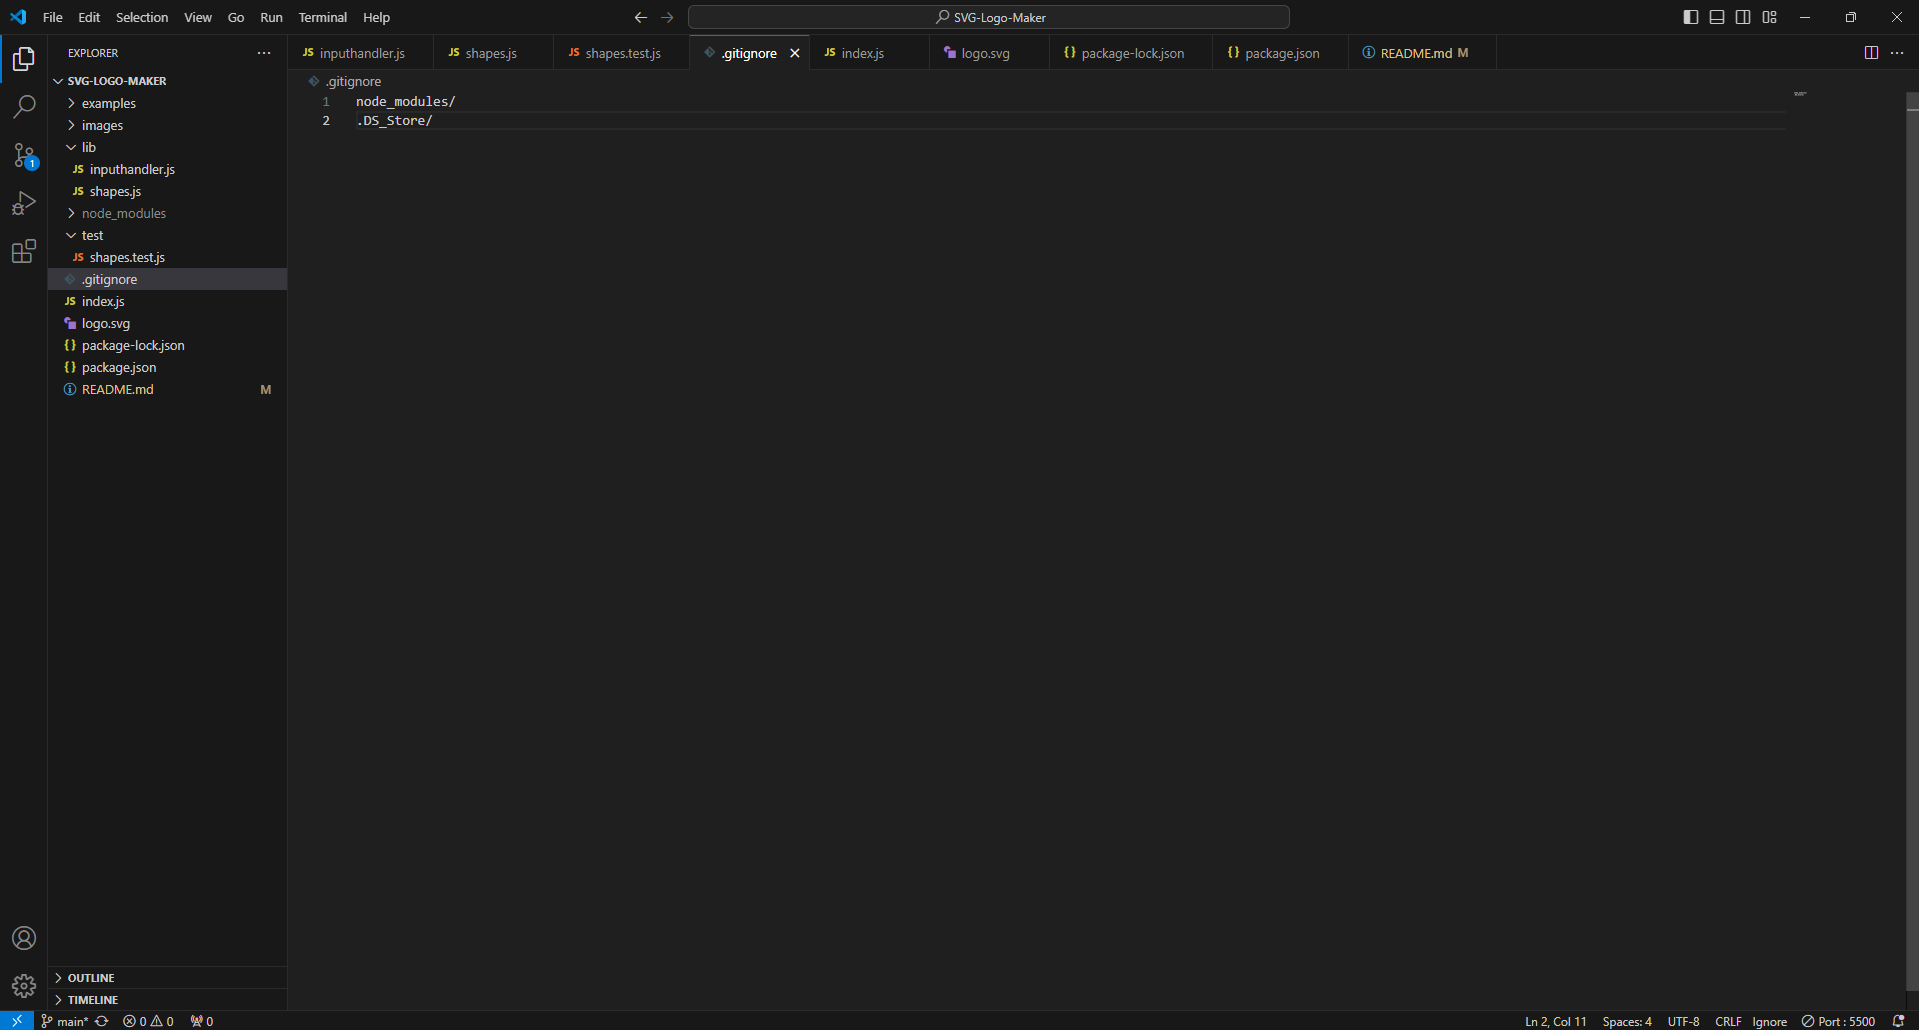 File Edit Selection View Go Run Terminal Help
SVG-Logo-Maker
EXPLORER
inputhandler.js
shapes.js
shapes.test.js
.gitignore
index.js
logo.svg
package-lock.json
package.json
README.md M
SVG-LOGO-MAKER
examples
images
lib
JS inputhandler.js
JS shapes.js
node_modules
test
JS shapes.test.js
.gitignore
JS index.js
logo.svg
{} package-lock.json
{} package.json
README.md M
.gitignore
1 node_modules/
2 .DS_Store/
1
OUTLINE
TIMELINE
main* 0 0 0
Ln 2, Col 11 Spaces: 4 UTF-8 CRLF Ignore Port : 5500